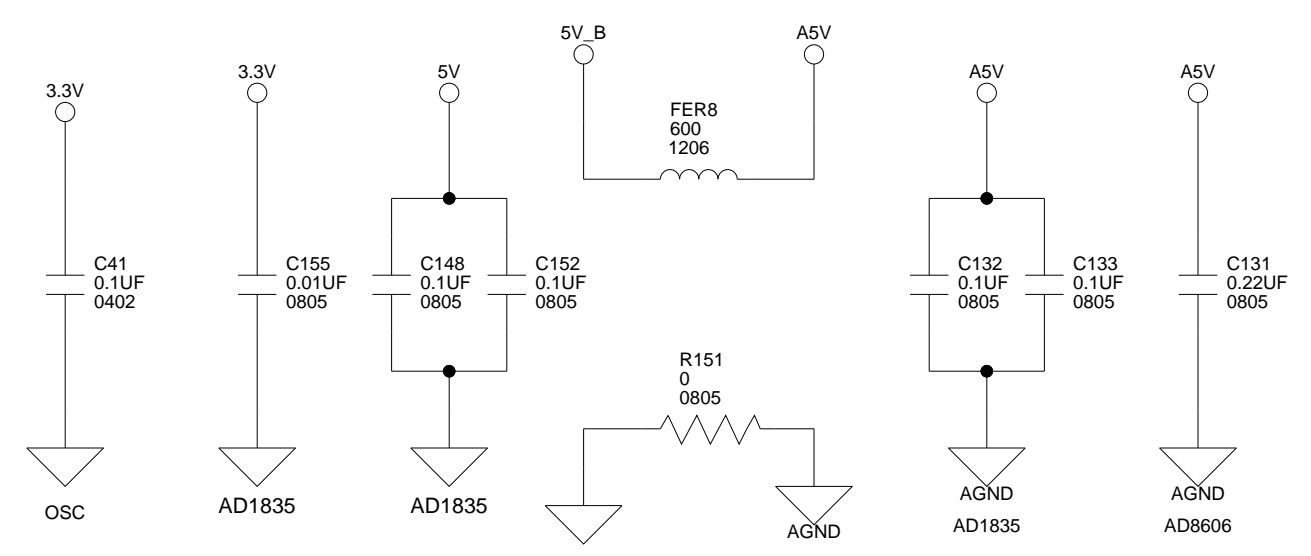 5V_B
A5V
3.3V
3.3V
5V
A5V
A5V
FER8
600
1206
C41
0.1UF
0402
C155
0.01UF
0805
C148
0.1UF
0805
C152
0.1UF
0805
C132
0.1UF
0805
C133
0.1UF
0805
C131
0.22UF
0805
R151
0
0805
OSC
AD1835
AD1835
AGND
AGND
AD1835
AGND
AD8606